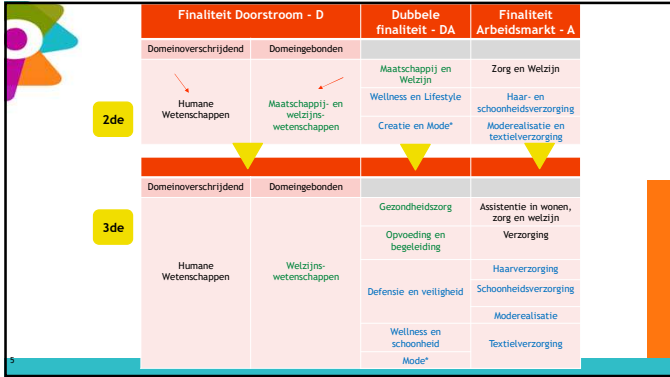 Finaliteit Doorstroom - D
Dubbele
finaliteit - DA
Finaliteit
Arbeidsmarkt - A
Domeinoverschrijdend
Domeingebonden
2de
Humane
Wetenschappen
Maatschappij- en
welzijns-
wetenschappen
Maatschappij en
Welzijn
Zorg en Welzijn
Wellness en Lifestyle
Haar- en
schoonheidsverzorging
Creatie en Mode*
Moderealisatie en
textielverzorging
Domeinoverschrijdend
Domeingebonden
3de
Humane
Wetenschappen
Welzijns-
wetenschappen
Gezondheidszorg
Assistentie in wonen,
zorg en welzijn
Opvoeding en
begeleiding
Verzorging
Defensie en veiligheid
Haarverzorging
Schoonheidsverzorging
Moderealisatie
Wellness en
schoonheid
Textielverzorging
Mode*
5